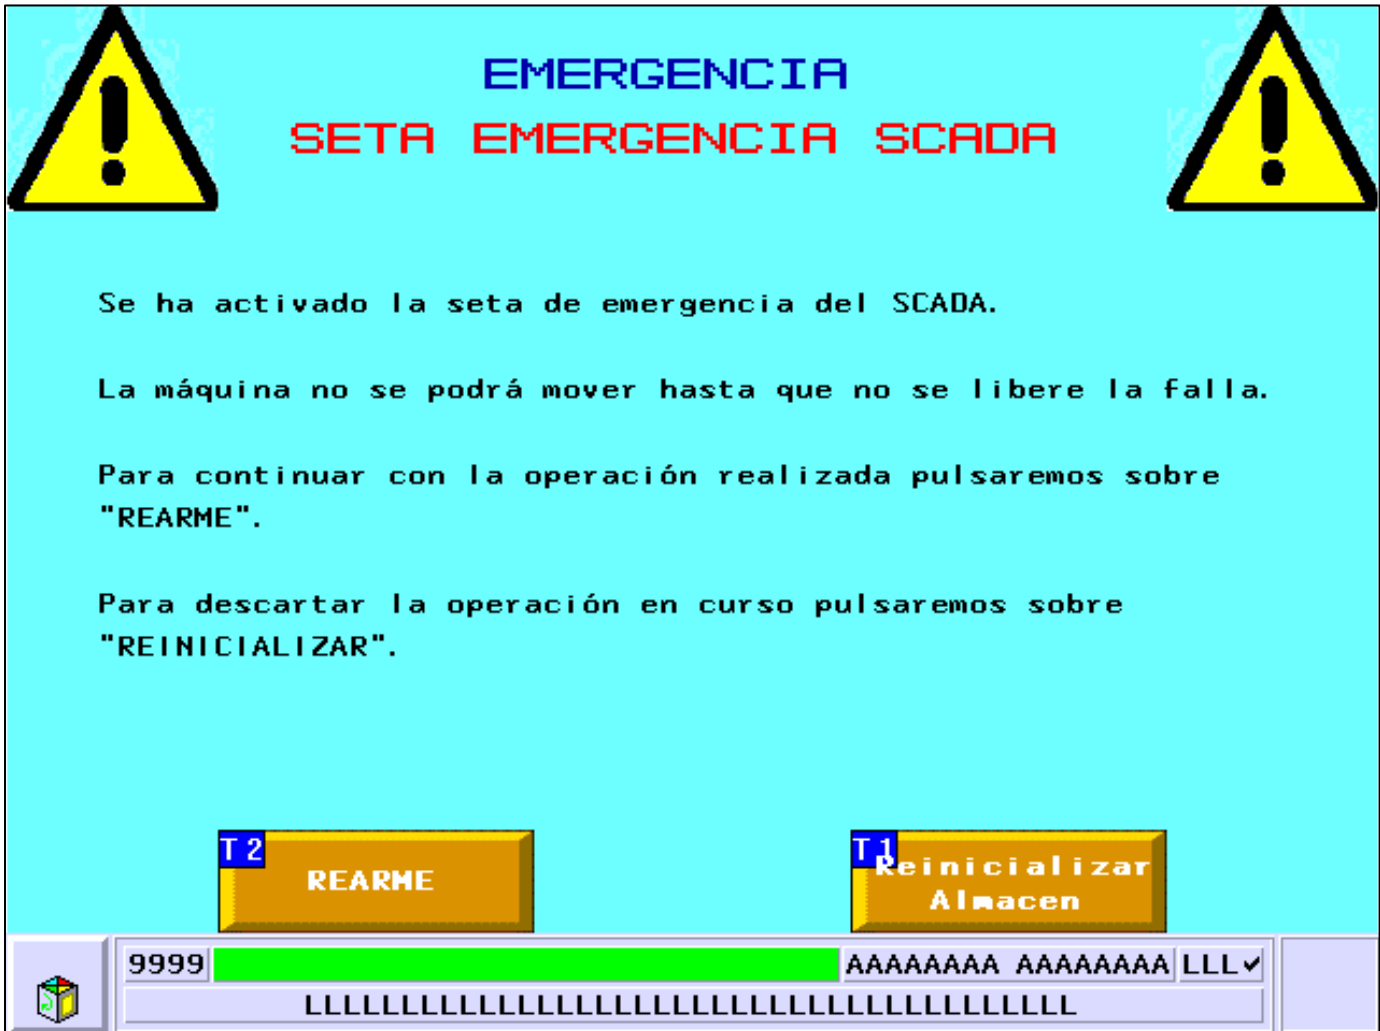 EMERGENCIA
SETA EMERGENCIA SCADA
Se ha activado la seta de emergencia del SCADA.
La máquina no se podrá mover hasta que no se libere la falla.
Para continuar con la operación realizada pulsaremos sobre
"REARME".
Para descartar la operación en curso pulsaremos sobre
"REINICIALIZAR".
T2
REARME
T1
Reinicializar
Almacen
9999 AAAAAAAA AAAAAAAA LLL
LLLLLLLLLLLLLLLLLLLLLLLLLLLLLLLLLLLLLLLL